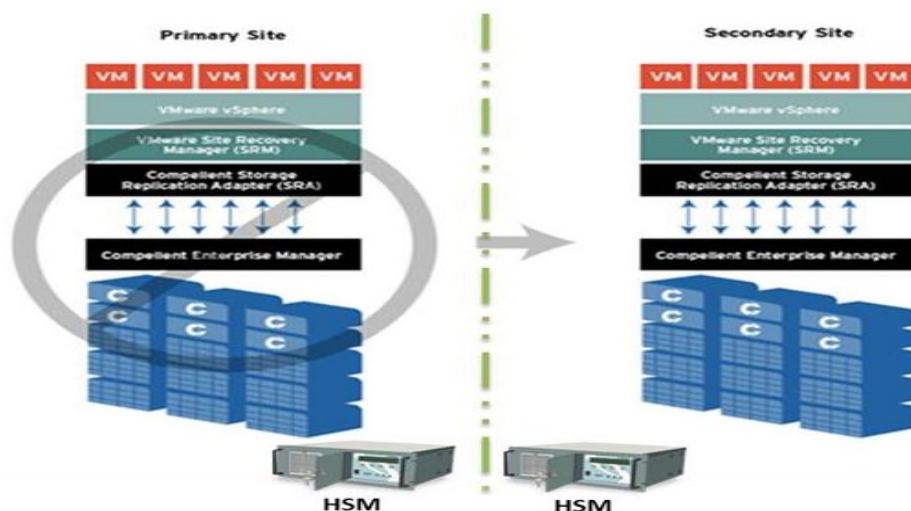 Primary Site
VM VM VM VM VM
VMware vSphere
VMware Site Recovery
Manager (SRM)
Compellent Storage
Replication Adapter (SRA)
Compellent Enterprise Manager
C
C
C
C
C
C
HSM
Secondary Site
VM VM VM VM VM
VMware vSphere
VMware Site Recovery
Manager (SRM)
Compellent Storage
Replication Adapter (SRA)
Compellent Enterprise Manager
C
C
C
C
C
C
HSM